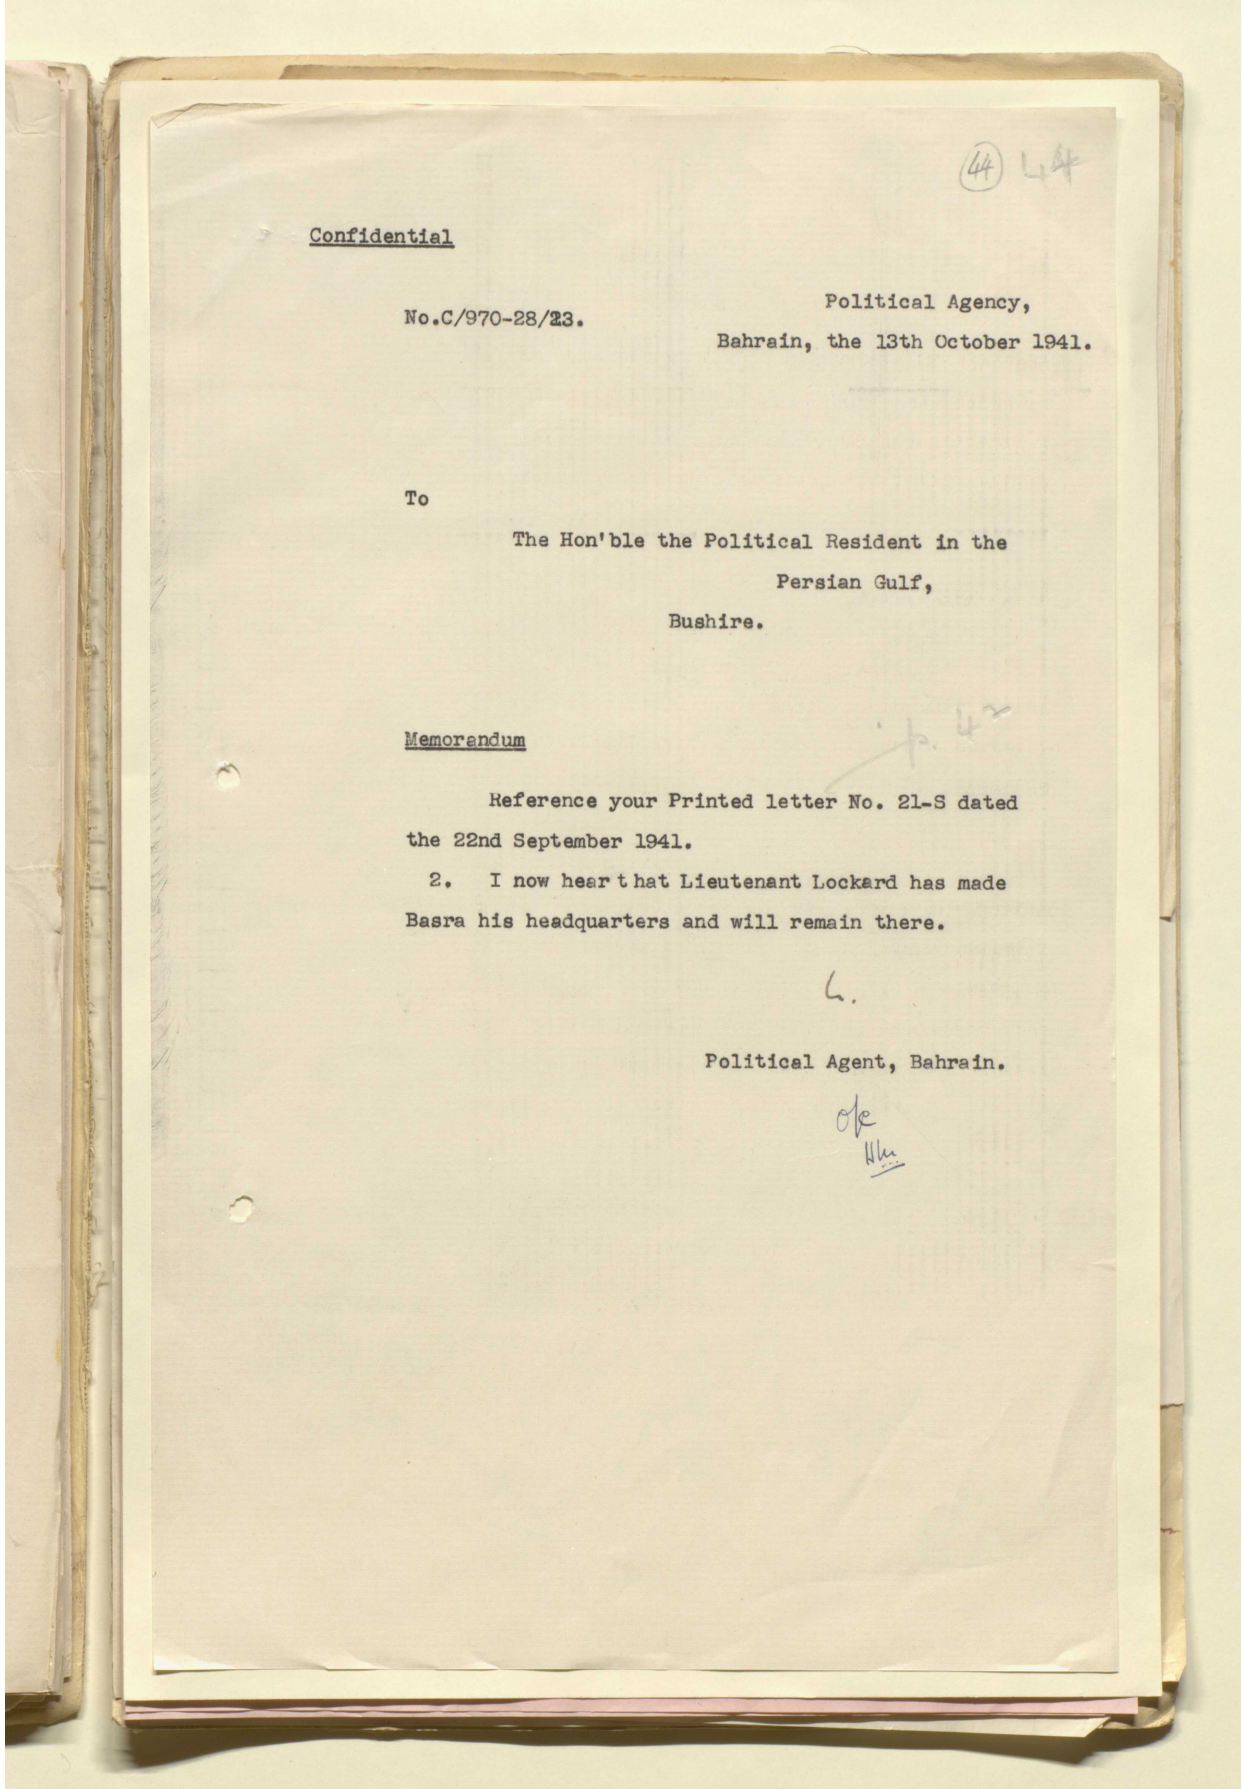 44 44
Confidential
Political Agency,
No.C/970-28/23.
Bahrain, the 13th October 1941.
To
The Hon'ble the Political Resident in the
Persian Gulf,
Bushire.
p. 42
Memorandum
Reference your Printed letter No. 21-S dated
the 22nd September 1941.
2. I now hear that Lieutenant Lockard has made
Basra his headquarters and will remain there.
Political Agent, Bahrain.